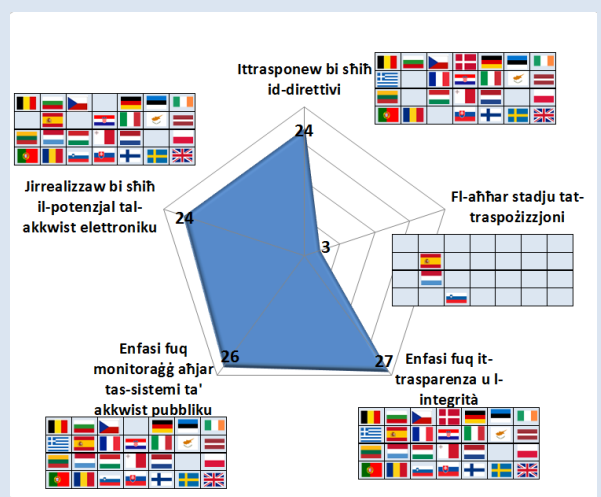 Ittrasponew bi sħiħ
id-direttivi
24
Jirrealizzaw bi sħiħ
il-potenzjal tal-
akkwist elettroniku
24
Fl-aħħar stadju tat-
traspożizzjoni
3
Enfasi fuq
monitoraġġ aħjar
tas-sistemi ta'
akkwist pubbliku
26
27
Enfasi fuq it-
trasparenza u l-
integrità